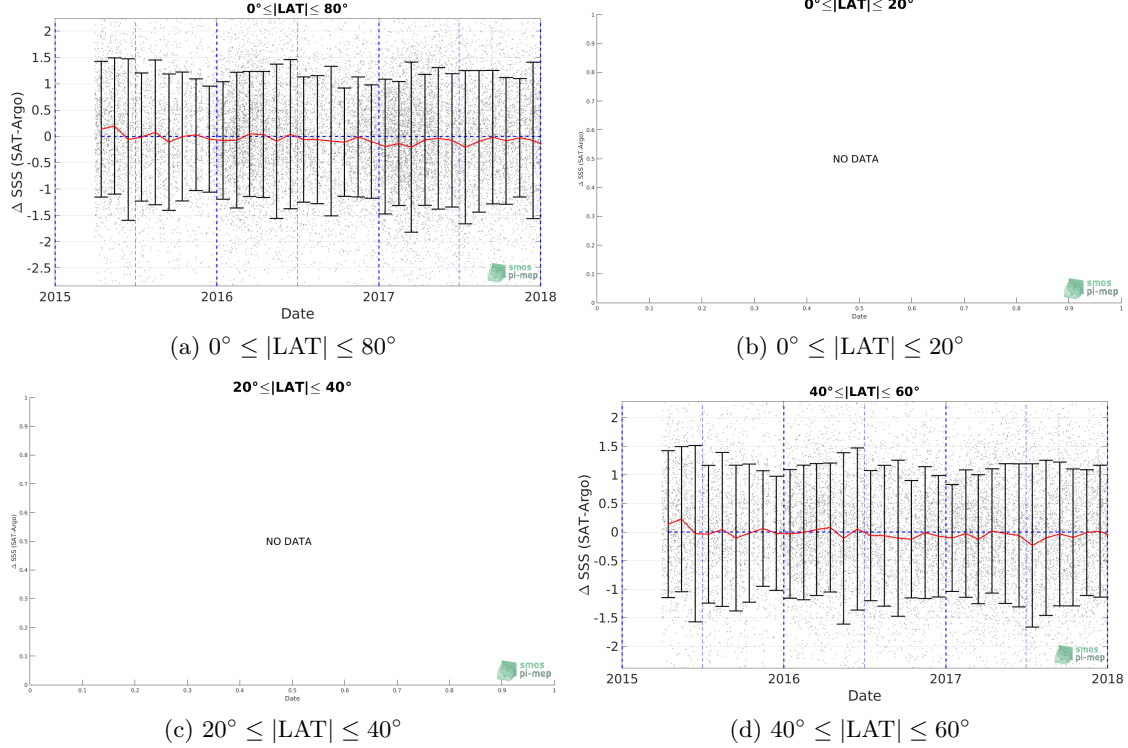 0°≤|LAT|≤ 80°
2
1.5
1
0.5
0
-0.5
-1
-1.5
-2
-2.5
Δ SSS (SAT-Argo)
2015
2016
2017
2018
Date
smos
pi-mep
(a) 0° ≤ |LAT| ≤ 80°
0°≤|LAT|≤ 20°
1
0.9
0.8
0.7
0.6
0.5
0.4
0.3
0.2
0.1
0
Δ SSS (SAT-Argo)
NO DATA
0
0.1
0.2
0.3
0.4
0.5
0.6
0.7
0.8
0.9
1
Date
smos
pi-mep
(b) 0° ≤ |LAT| ≤ 20°
20°≤|LAT|≤ 40°
1
0.9
0.8
0.7
0.6
0.5
0.4
0.3
0.2
0.1
0
Δ SSS (SAT-Argo)
NO DATA
0
0.1
0.2
0.3
0.4
0.5
0.6
0.7
0.8
0.9
1
Date
smos
pi-mep
(c) 20° ≤ |LAT| ≤ 40°
40°≤|LAT|≤ 60°
2
1.5
1
0.5
0
-0.5
-1
-1.5
-2
Δ SSS (SAT-Argo)
2015
2016
2017
2018
Date
smos
pi-mep
(d) 40° ≤ |LAT| ≤ 60°